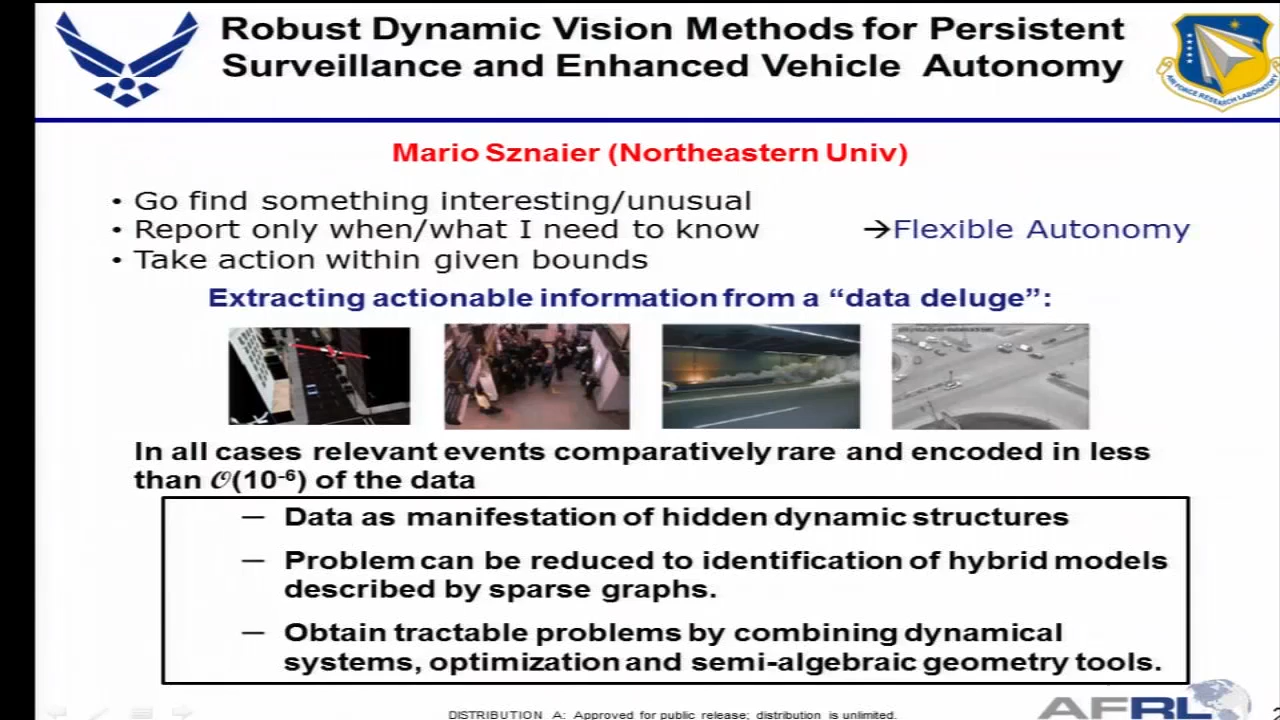 Robust Dynamic Vision Methods for Persistent
Surveillance and Enhanced Vehicle Autonomy
AIR FORCE RESEARCH LABORATORY
Mario Sznaier (Northeastern Univ)
• Go find something interesting/unusual
• Report only when/what I need to know →Flexible Autonomy
• Take action within given bounds
Extracting actionable information from a “data deluge”:
In all cases relevant events comparatively rare and encoded in less
than 𝒪(10⁻⁶) of the data
— Data as manifestation of hidden dynamic structures
— Problem can be reduced to identification of hybrid models
described by sparse graphs.
— Obtain tractable problems by combining dynamical
systems, optimization and semi-algebraic geometry tools.
DISTRIBUTION A: Approved for public release; distribution is unlimited.
AFRL